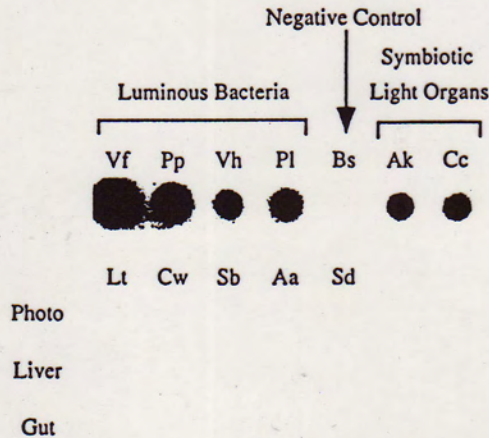 Negative Control
Symbiotic
Luminous Bacteria Light Organs
Vf Pp Vh Pl Bs Ak Cc
Lt Cw Sb Aa Sd
Photo
Liver
Gut